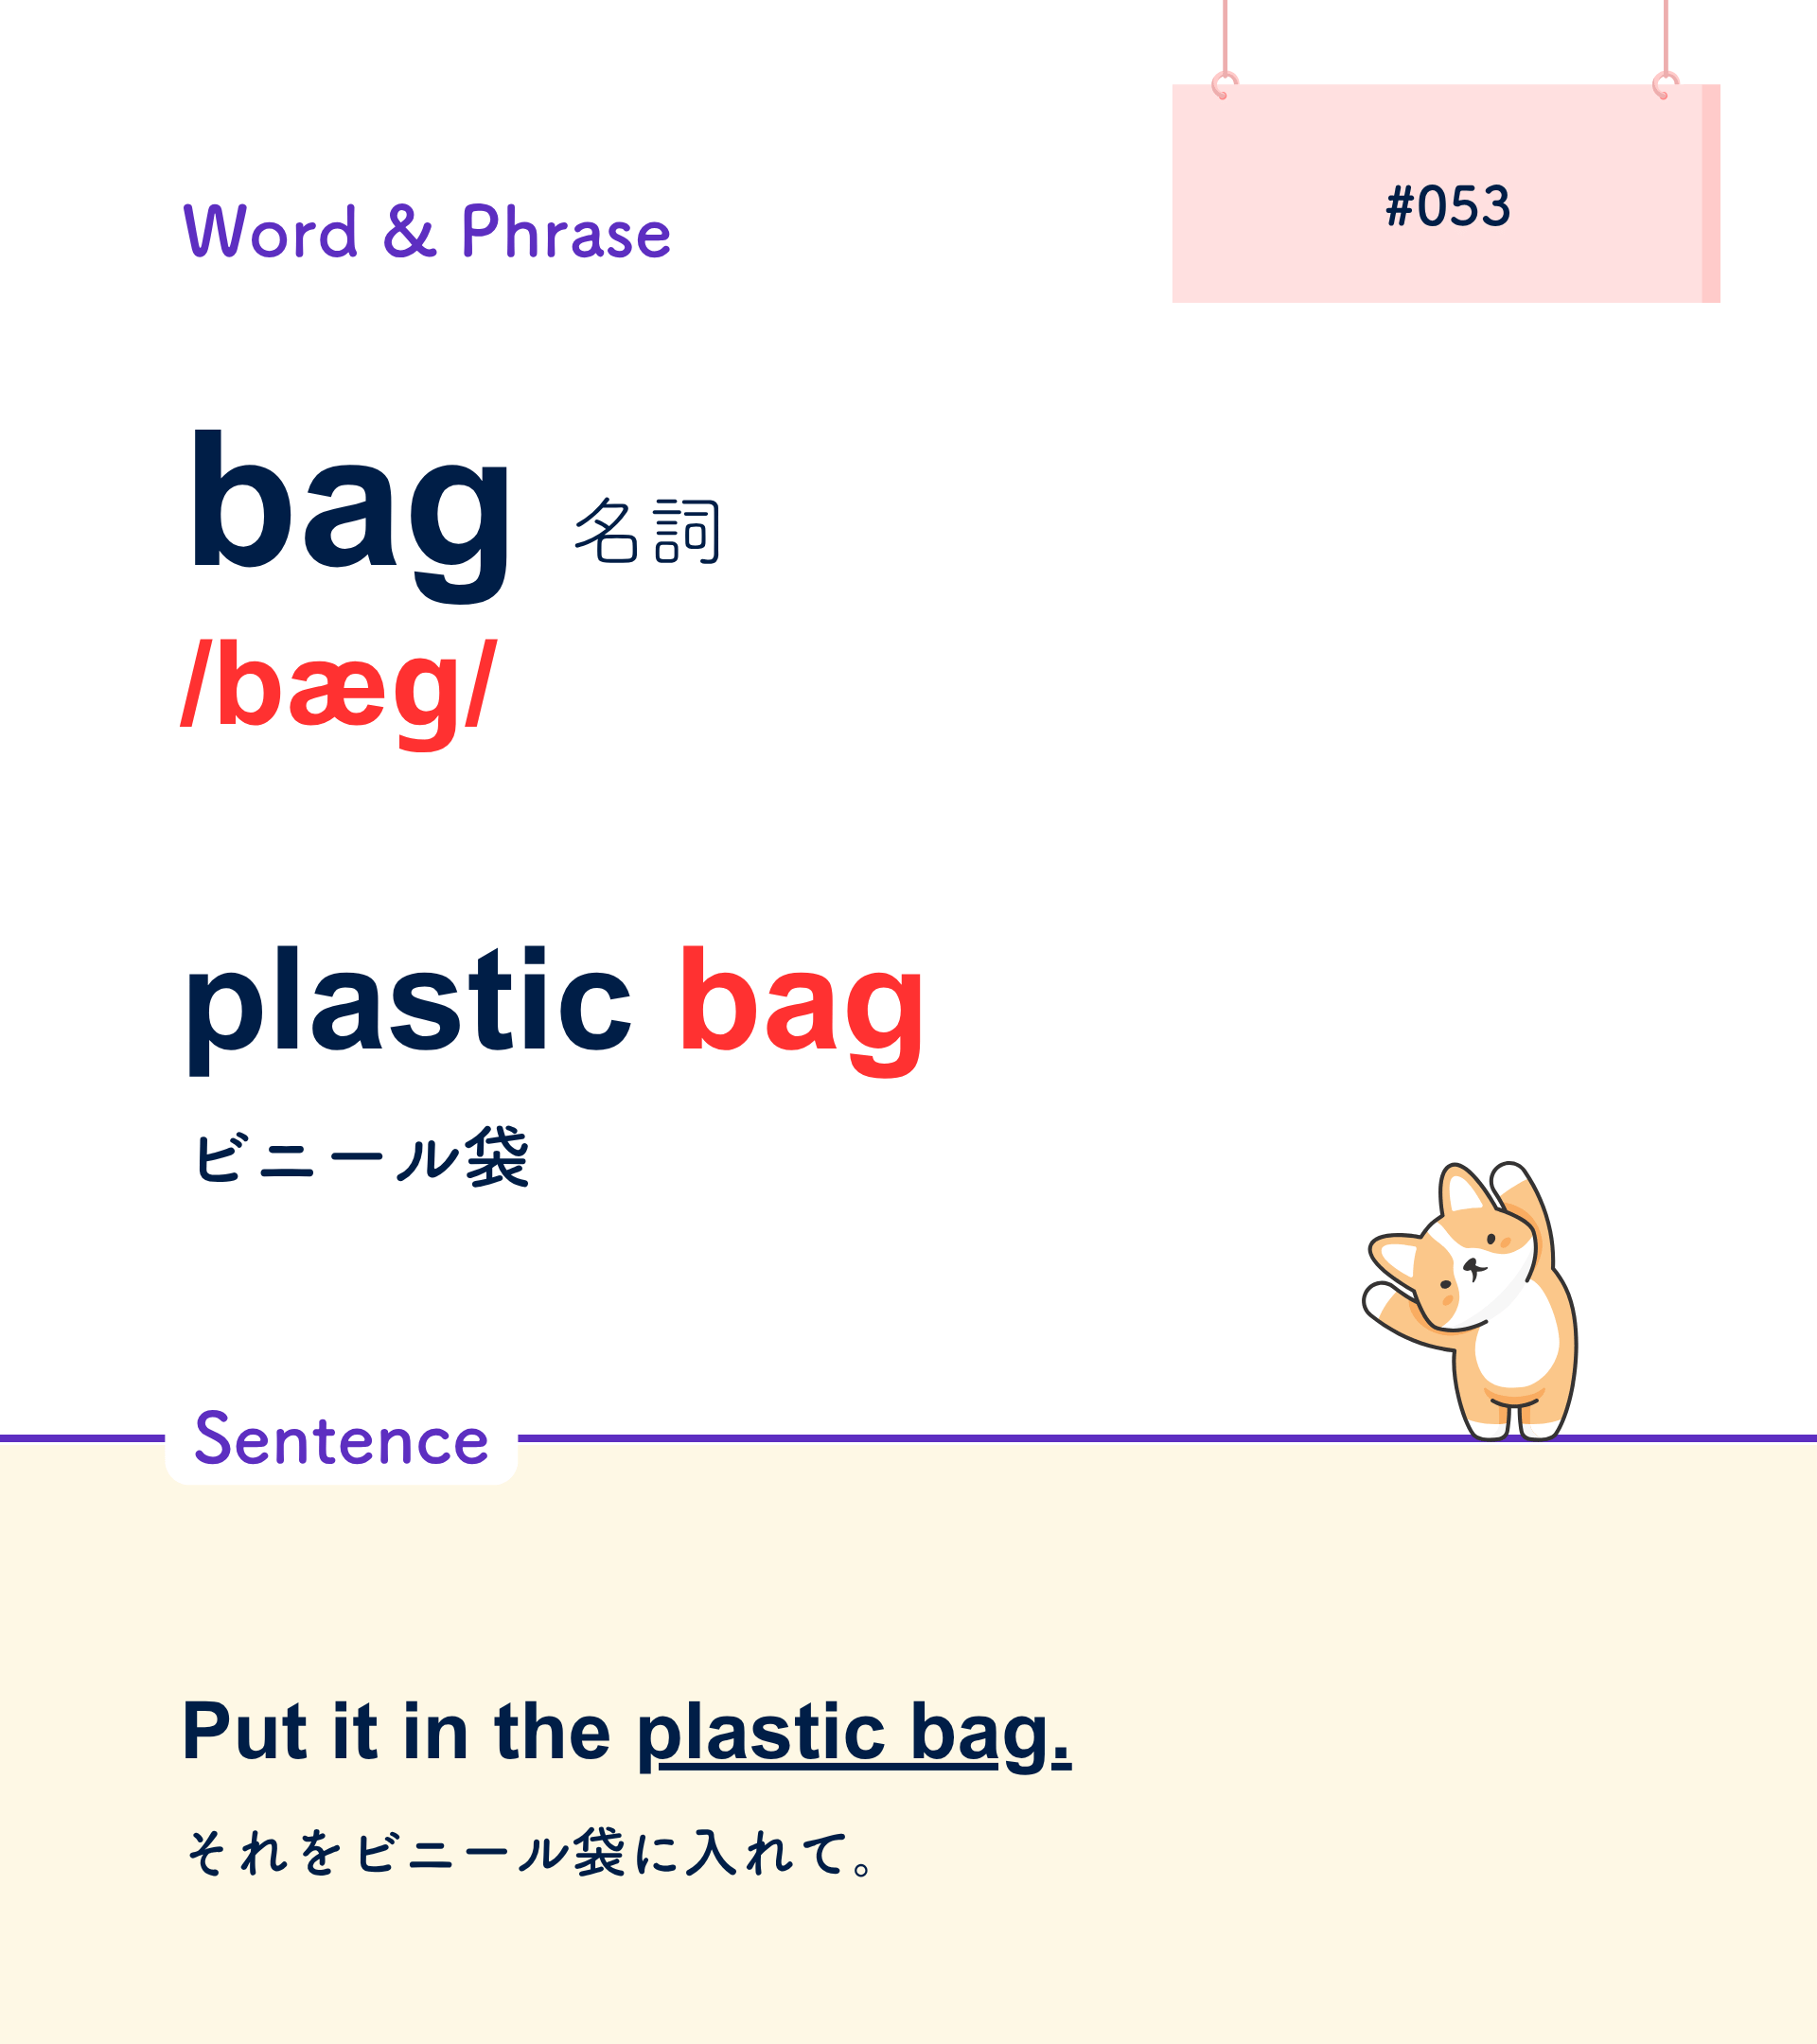 #053
Word & Phrase
bag 名詞
/bæg/
plastic bag
ビニール袋
Sentence
Put it in the plastic bag.
それをビニール袋に入れて。